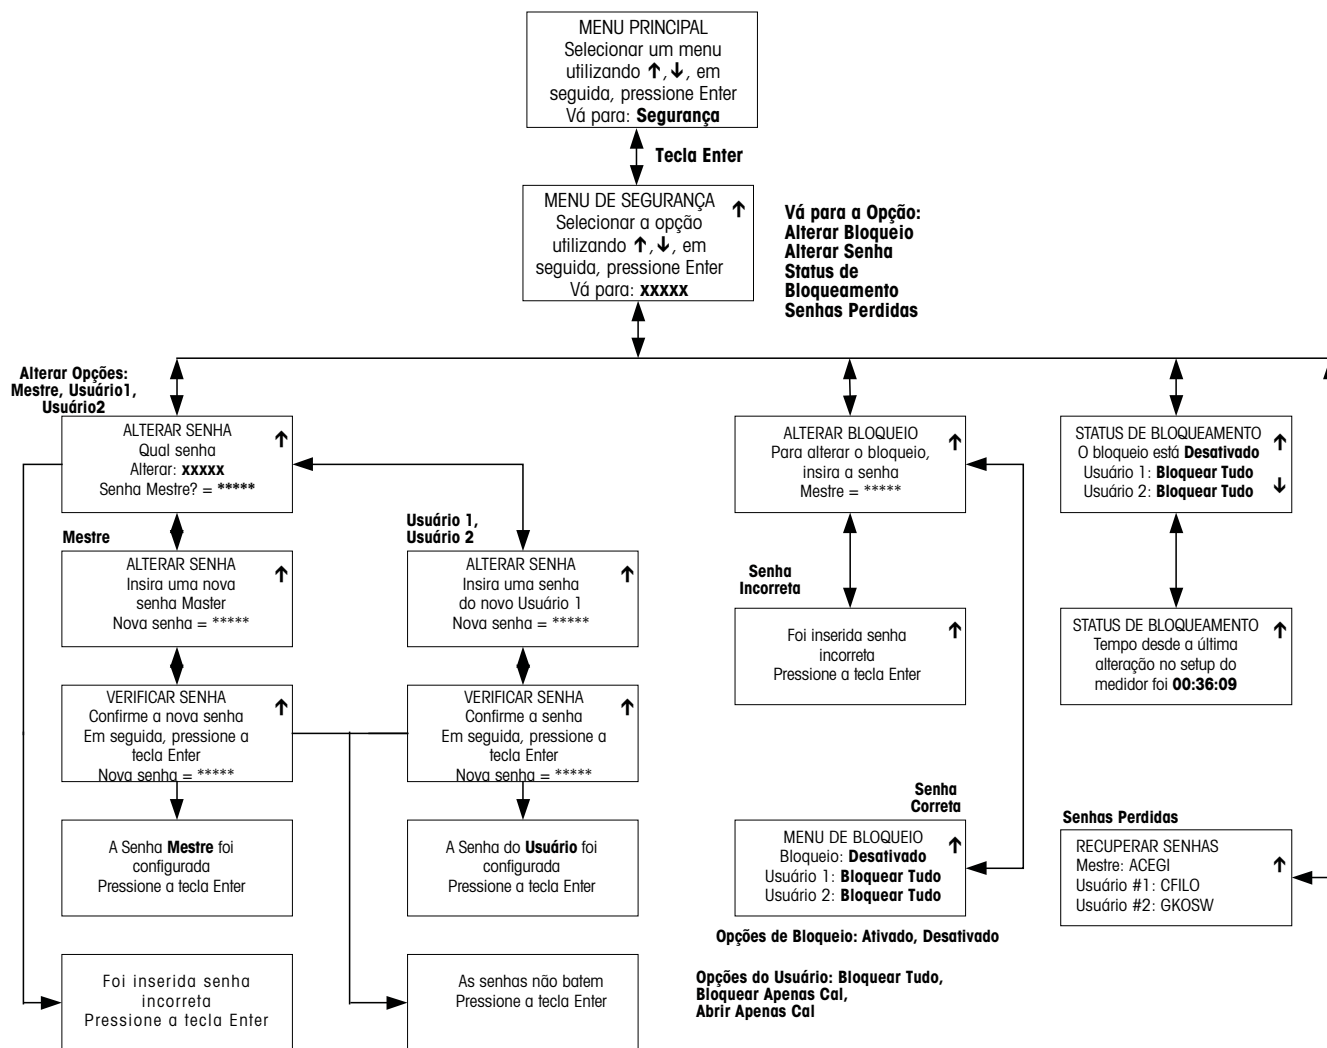 MENU PRINCIPAL
Selecionar um menu
utilizando ↑,↓, em
seguida, pressione Enter
Vá para: Segurança
Tecla Enter
MENU DE SEGURANÇA ↑
Selecionar a opção
utilizando ↑,↓, em
seguida, pressione Enter
Vá para: xxxxx
Vá para a Opção:
Alterar Bloqueio
Alterar Senha
Status de
Bloqueamento
Senhas Perdidas
Alterar Opções:
Mestre, Usuário1,
Usuário2
ALTERAR SENHA ↑
Qual senha
Alterar: xxxxx
Senha Mestre? = *****
Mestre
ALTERAR SENHA ↑
Insira uma nova
senha Master
Nova senha = *****
VERIFICAR SENHA ↑
Confirme a nova senha
Em seguida, pressione a
tecla Enter
Nova senha = *****
A Senha Mestre foi
configurada
Pressione a tecla Enter
Foi inserida senha
incorreta
Pressione a tecla Enter
Usuário 1,
Usuário 2
ALTERAR SENHA ↑
Insira uma senha
do novo Usuário 1
Nova senha = *****
VERIFICAR SENHA ↑
Confirme a senha
Em seguida, pressione a
tecla Enter
Nova senha = *****
A Senha do Usuário foi
configurada
Pressione a tecla Enter
As senhas não batem
Pressione a tecla Enter
ALTERAR BLOQUEIO ↑
Para alterar o bloqueio,
insira a senha
Mestre = *****
Senha
Incorreta
Foi inserida senha ↑
incorreta
Pressione a tecla Enter
Senha
Correta
MENU DE BLOQUEIO ↑
Bloqueio: Desativado
Usuário 1: Bloquear Tudo
Usuário 2: Bloquear Tudo
Opções de Bloqueio: Ativado, Desativado
Opções do Usuário: Bloquear Tudo,
Bloquear Apenas Cal,
Abrir Apenas Cal
STATUS DE BLOQUEAMENTO ↑
O bloqueio está Desativado
Usuário 1: Bloquear Tudo
Usuário 2: Bloquear Tudo ↓
STATUS DE BLOQUEAMENTO ↑
Tempo desde a última
alteração no setup do
medidor foi 00:36:09
Senhas Perdidas
RECUPERAR SENHAS ↑
Mestre: ACEGI
Usuário #1: CFILO
Usuário #2: GKOSW